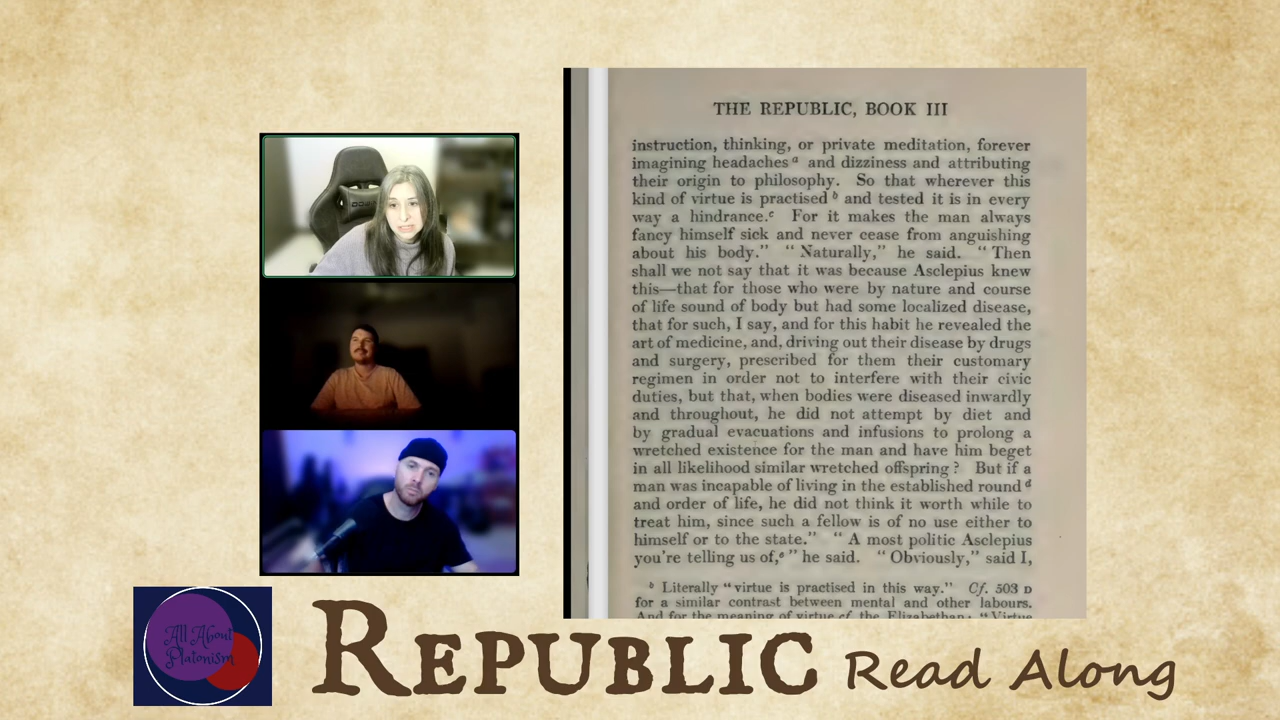 THE REPUBLIC, BOOK III
instruction, thinking, or private meditation, forever
imagining headaches ᵃ and dizziness and attributing
their origin to philosophy. So that wherever this
kind of virtue is practised ᵇ and tested it is in every
way a hindrance.ᶜ For it makes the man always
fancy himself sick and never cease from anguishing
about his body.” “ Naturally,” he said. “ Then
shall we not say that it was because Asclepius knew
this—that for those who were by nature and course
of life sound of body but had some localized disease,
that for such, I say, and for this habit he revealed the
art of medicine, and, driving out their disease by drugs
and surgery, prescribed for them their customary
regimen in order not to interfere with their civic
duties, but that, when bodies were diseased inwardly
and throughout, he did not attempt by diet and
by gradual evacuations and infusions to prolong a
wretched existence for the man and have him beget
in all likelihood similar wretched offspring ? But if a
man was incapable of living in the established round ᵈ
and order of life, he did not think it worth while to
treat him, since such a fellow is of no use either to
himself or to the state.” “ A most politic Asclepius
you're telling us of,ᵉ ” he said. “ Obviously,” said I,
ᵇ Literally “ virtue is practised in this way.” Cf. 503 D
for a similar contrast between mental and other labours.
And for the meaning of virtue cf. the Elizabethan : “ Virtue
All About
Platonism
REPUBLIC Read Along